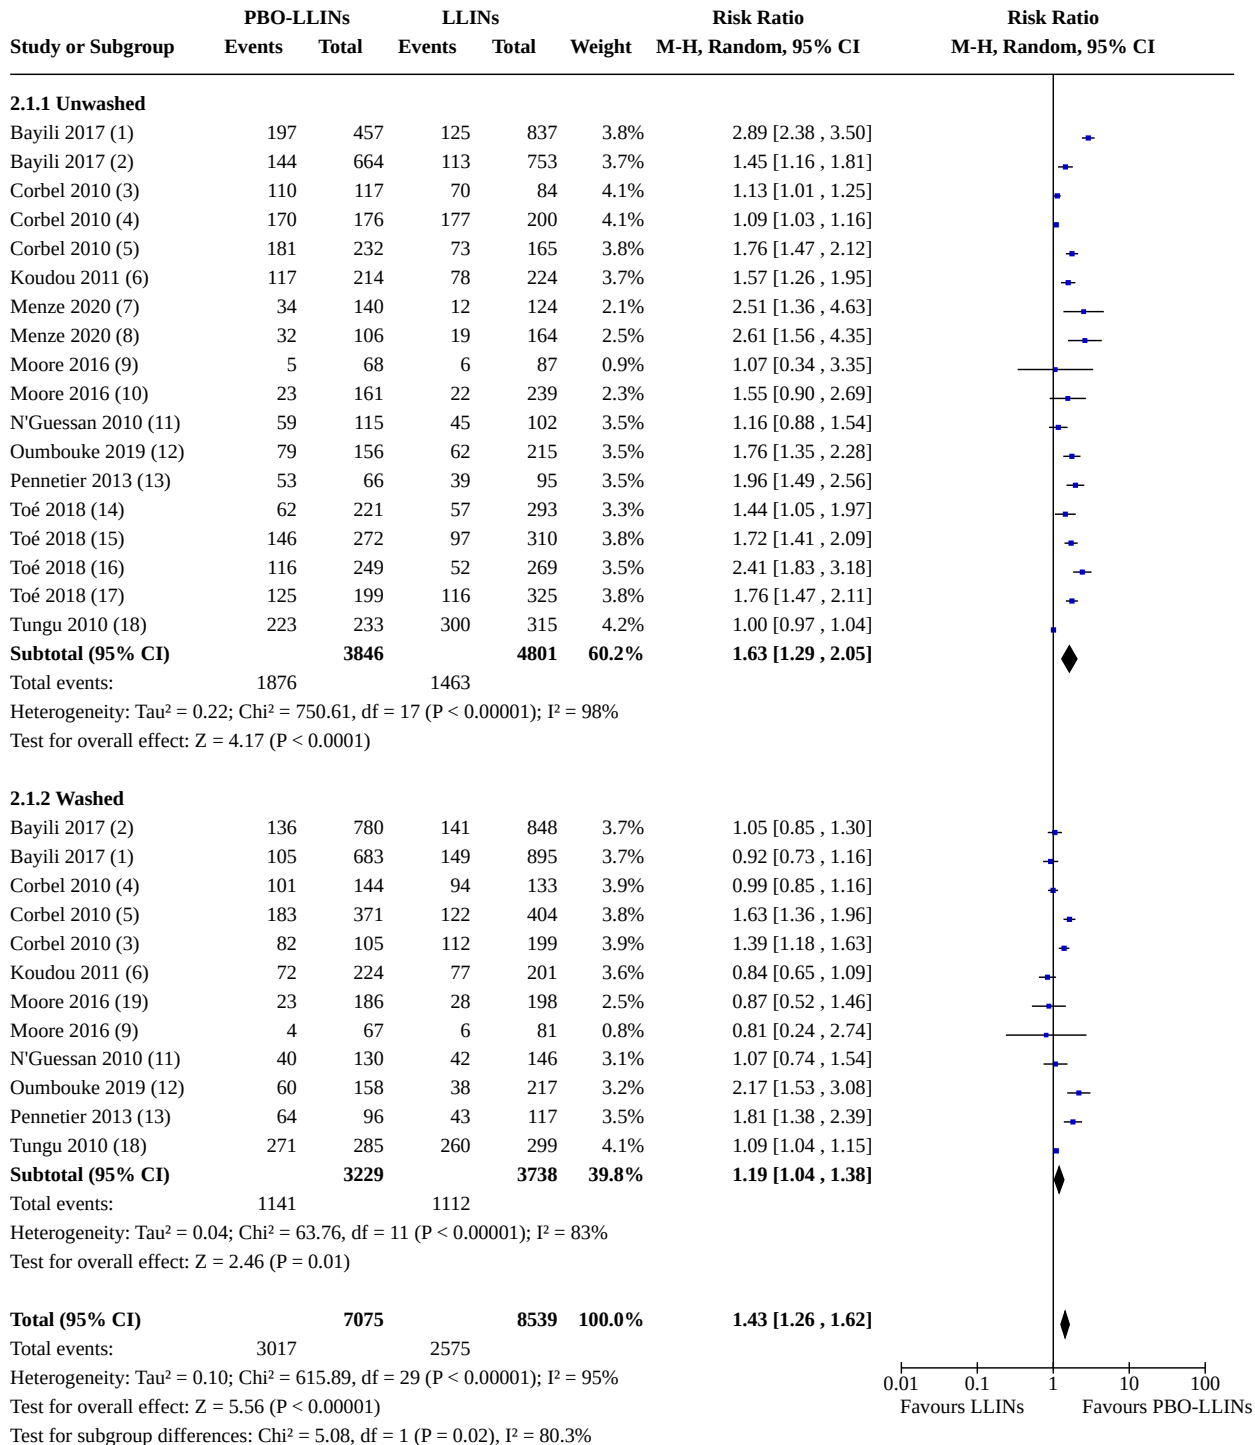 PBO-LLINs LLINs Risk Ratio Risk Ratio
Study or Subgroup Events Total Events Total Weight M-H, Random, 95% CI M-H, Random, 95% CI
2.1.1 Unwashed
Bayili 2017 (1) 197 457 125 837 3.8% 2.89 [2.38 , 3.50]
Bayili 2017 (2) 144 664 113 753 3.7% 1.45 [1.16 , 1.81]
Corbel 2010 (3) 110 117 70 84 4.1% 1.13 [1.01 , 1.25]
Corbel 2010 (4) 170 176 177 200 4.1% 1.09 [1.03 , 1.16]
Corbel 2010 (5) 181 232 73 165 3.8% 1.76 [1.47 , 2.12]
Koudou 2011 (6) 117 214 78 224 3.7% 1.57 [1.26 , 1.95]
Menze 2020 (7) 34 140 12 124 2.1% 2.51 [1.36 , 4.63]
Menze 2020 (8) 32 106 19 164 2.5% 2.61 [1.56 , 4.35]
Moore 2016 (9) 5 68 6 87 0.9% 1.07 [0.34 , 3.35]
Moore 2016 (10) 23 161 22 239 2.3% 1.55 [0.90 , 2.69]
N'Guessan 2010 (11) 59 115 45 102 3.5% 1.16 [0.88 , 1.54]
Oumbouke 2019 (12) 79 156 62 215 3.5% 1.76 [1.35 , 2.28]
Pennetier 2013 (13) 53 66 39 95 3.5% 1.96 [1.49 , 2.56]
Toé 2018 (14) 62 221 57 293 3.3% 1.44 [1.05 , 1.97]
Toé 2018 (15) 146 272 97 310 3.8% 1.72 [1.41 , 2.09]
Toé 2018 (16) 116 249 52 269 3.5% 2.41 [1.83 , 3.18]
Toé 2018 (17) 125 199 116 325 3.8% 1.76 [1.47 , 2.11]
Tungu 2010 (18) 223 233 300 315 4.2% 1.00 [0.97 , 1.04]
Subtotal (95% CI) 3846 4801 60.2% 1.63 [1.29 , 2.05]
Total events: 1876 1463
Heterogeneity: Tau² = 0.22; Chi² = 750.61, df = 17 (P < 0.00001); I² = 98%
Test for overall effect: Z = 4.17 (P < 0.0001)
2.1.2 Washed
Bayili 2017 (2) 136 780 141 848 3.7% 1.05 [0.85 , 1.30]
Bayili 2017 (1) 105 683 149 895 3.7% 0.92 [0.73 , 1.16]
Corbel 2010 (4) 101 144 94 133 3.9% 0.99 [0.85 , 1.16]
Corbel 2010 (5) 183 371 122 404 3.8% 1.63 [1.36 , 1.96]
Corbel 2010 (3) 82 105 112 199 3.9% 1.39 [1.18 , 1.63]
Koudou 2011 (6) 72 224 77 201 3.6% 0.84 [0.65 , 1.09]
Moore 2016 (19) 23 186 28 198 2.5% 0.87 [0.52 , 1.46]
Moore 2016 (9) 4 67 6 81 0.8% 0.81 [0.24 , 2.74]
N'Guessan 2010 (11) 40 130 42 146 3.1% 1.07 [0.74 , 1.54]
Oumbouke 2019 (12) 60 158 38 217 3.2% 2.17 [1.53 , 3.08]
Pennetier 2013 (13) 64 96 43 117 3.5% 1.81 [1.38 , 2.39]
Tungu 2010 (18) 271 285 260 299 4.1% 1.09 [1.04 , 1.15]
Subtotal (95% CI) 3229 3738 39.8% 1.19 [1.04 , 1.38]
Total events: 1141 1112
Heterogeneity: Tau² = 0.04; Chi² = 63.76, df = 11 (P < 0.00001); I² = 83%
Test for overall effect: Z = 2.46 (P = 0.01)
Total (95% CI) 7075 8539 100.0% 1.43 [1.26 , 1.62]
Total events: 3017 2575
Heterogeneity: Tau² = 0.10; Chi² = 615.89, df = 29 (P < 0.00001); I² = 95%
Test for overall effect: Z = 5.56 (P < 0.00001)
Test for subgroup differences: Chi² = 5.08, df = 1 (P = 0.02), I² = 80.3%
0.01 0.1 1 10 100
Favours LLINs Favours PBO-LLINs